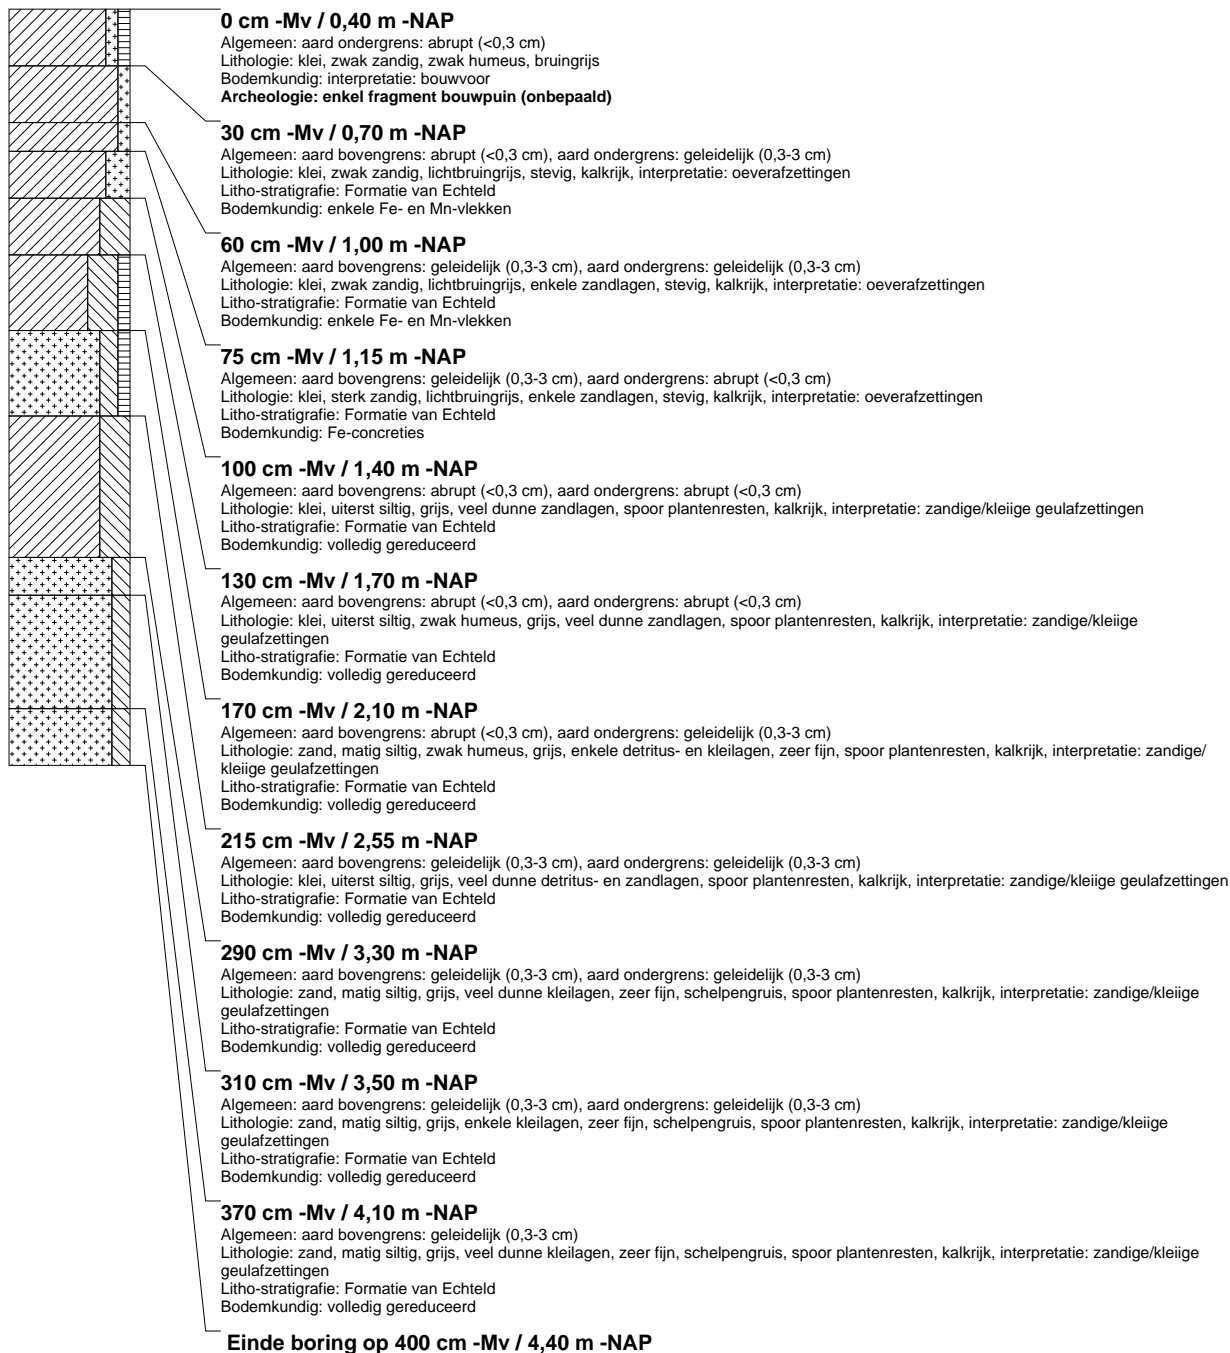 0 cm -Mv / 0,40 m -NAP
Algemeen: aard ondergrens: abrupt (<0,3 cm)
Lithologie: klei, zwak zandig, zwak humeus, bruingrijs
Bodemkundig: interpretatie: bouwvoor
Archeologie: enkel fragment bouwpuin (onbepaald)
30 cm -Mv / 0,70 m -NAP
Algemeen: aard bovengrens: abrupt (<0,3 cm), aard ondergrens: geleidelijk (0,3-3 cm)
Lithologie: klei, zwak zandig, lichtbruingrijs, stevig, kalkrijk, interpretatie: oeverafzettingen
Litho-stratigrafie: Formatie van Echteld
Bodemkundig: enkele Fe- en Mn-vlekken
60 cm -Mv / 1,00 m -NAP
Algemeen: aard bovengrens: geleidelijk (0,3-3 cm), aard ondergrens: geleidelijk (0,3-3 cm)
Lithologie: klei, zwak zandig, lichtbruingrijs, enkele zandlagen, stevig, kalkrijk, interpretatie: oeverafzettingen
Litho-stratigrafie: Formatie van Echteld
Bodemkundig: enkele Fe- en Mn-vlekken
75 cm -Mv / 1,15 m -NAP
Algemeen: aard bovengrens: geleidelijk (0,3-3 cm), aard ondergrens: abrupt (<0,3 cm)
Lithologie: klei, sterk zandig, lichtbruingrijs, enkele zandlagen, stevig, kalkrijk, interpretatie: oeverafzettingen
Litho-stratigrafie: Formatie van Echteld
Bodemkundig: Fe-concreties
100 cm -Mv / 1,40 m -NAP
Algemeen: aard bovengrens: abrupt (<0,3 cm), aard ondergrens: abrupt (<0,3 cm)
Lithologie: klei, uiterst siltig, grijs, veel dunne zandlagen, spoor plantenresten, kalkrijk, interpretatie: zandige/kleiige geulafzettingen
Litho-stratigrafie: Formatie van Echteld
Bodemkundig: volledig gereduceerd
130 cm -Mv / 1,70 m -NAP
Algemeen: aard bovengrens: abrupt (<0,3 cm), aard ondergrens: abrupt (<0,3 cm)
Lithologie: klei, uiterst siltig, zwak humeus, grijs, veel dunne zandlagen, spoor plantenresten, kalkrijk, interpretatie: zandige/kleiige
geulafzettingen
Litho-stratigrafie: Formatie van Echteld
Bodemkundig: volledig gereduceerd
170 cm -Mv / 2,10 m -NAP
Algemeen: aard bovengrens: abrupt (<0,3 cm), aard ondergrens: geleidelijk (0,3-3 cm)
Lithologie: zand, matig siltig, zwak humeus, grijs, enkele detritus- en kleilagen, zeer fijn, spoor plantenresten, kalkrijk, interpretatie: zandige/
kleiige geulafzettingen
Litho-stratigrafie: Formatie van Echteld
Bodemkundig: volledig gereduceerd
215 cm -Mv / 2,55 m -NAP
Algemeen: aard bovengrens: geleidelijk (0,3-3 cm), aard ondergrens: geleidelijk (0,3-3 cm)
Lithologie: klei, uiterst siltig, grijs, veel dunne detritus- en zandlagen, spoor plantenresten, kalkrijk, interpretatie: zandige/kleiige geulafzettingen
Litho-stratigrafie: Formatie van Echteld
Bodemkundig: volledig gereduceerd
290 cm -Mv / 3,30 m -NAP
Algemeen: aard bovengrens: geleidelijk (0,3-3 cm), aard ondergrens: geleidelijk (0,3-3 cm)
Lithologie: zand, matig siltig, grijs, veel dunne kleilagen, zeer fijn, schelpengruis, spoor plantenresten, kalkrijk, interpretatie: zandige/kleiige
geulafzettingen
Litho-stratigrafie: Formatie van Echteld
Bodemkundig: volledig gereduceerd
310 cm -Mv / 3,50 m -NAP
Algemeen: aard bovengrens: geleidelijk (0,3-3 cm), aard ondergrens: geleidelijk (0,3-3 cm)
Lithologie: zand, matig siltig, grijs, enkele kleilagen, zeer fijn, schelpengruis, spoor plantenresten, kalkrijk, interpretatie: zandige/kleiige
geulafzettingen
Litho-stratigrafie: Formatie van Echteld
Bodemkundig: volledig gereduceerd
370 cm -Mv / 4,10 m -NAP
Algemeen: aard bovengrens: geleidelijk (0,3-3 cm)
Lithologie: zand, matig siltig, grijs, veel dunne kleilagen, zeer fijn, schelpengruis, spoor plantenresten, kalkrijk, interpretatie: zandige/kleiige
geulafzettingen
Litho-stratigrafie: Formatie van Echteld
Bodemkundig: volledig gereduceerd
Einde boring op 400 cm -Mv / 4,40 m -NAP